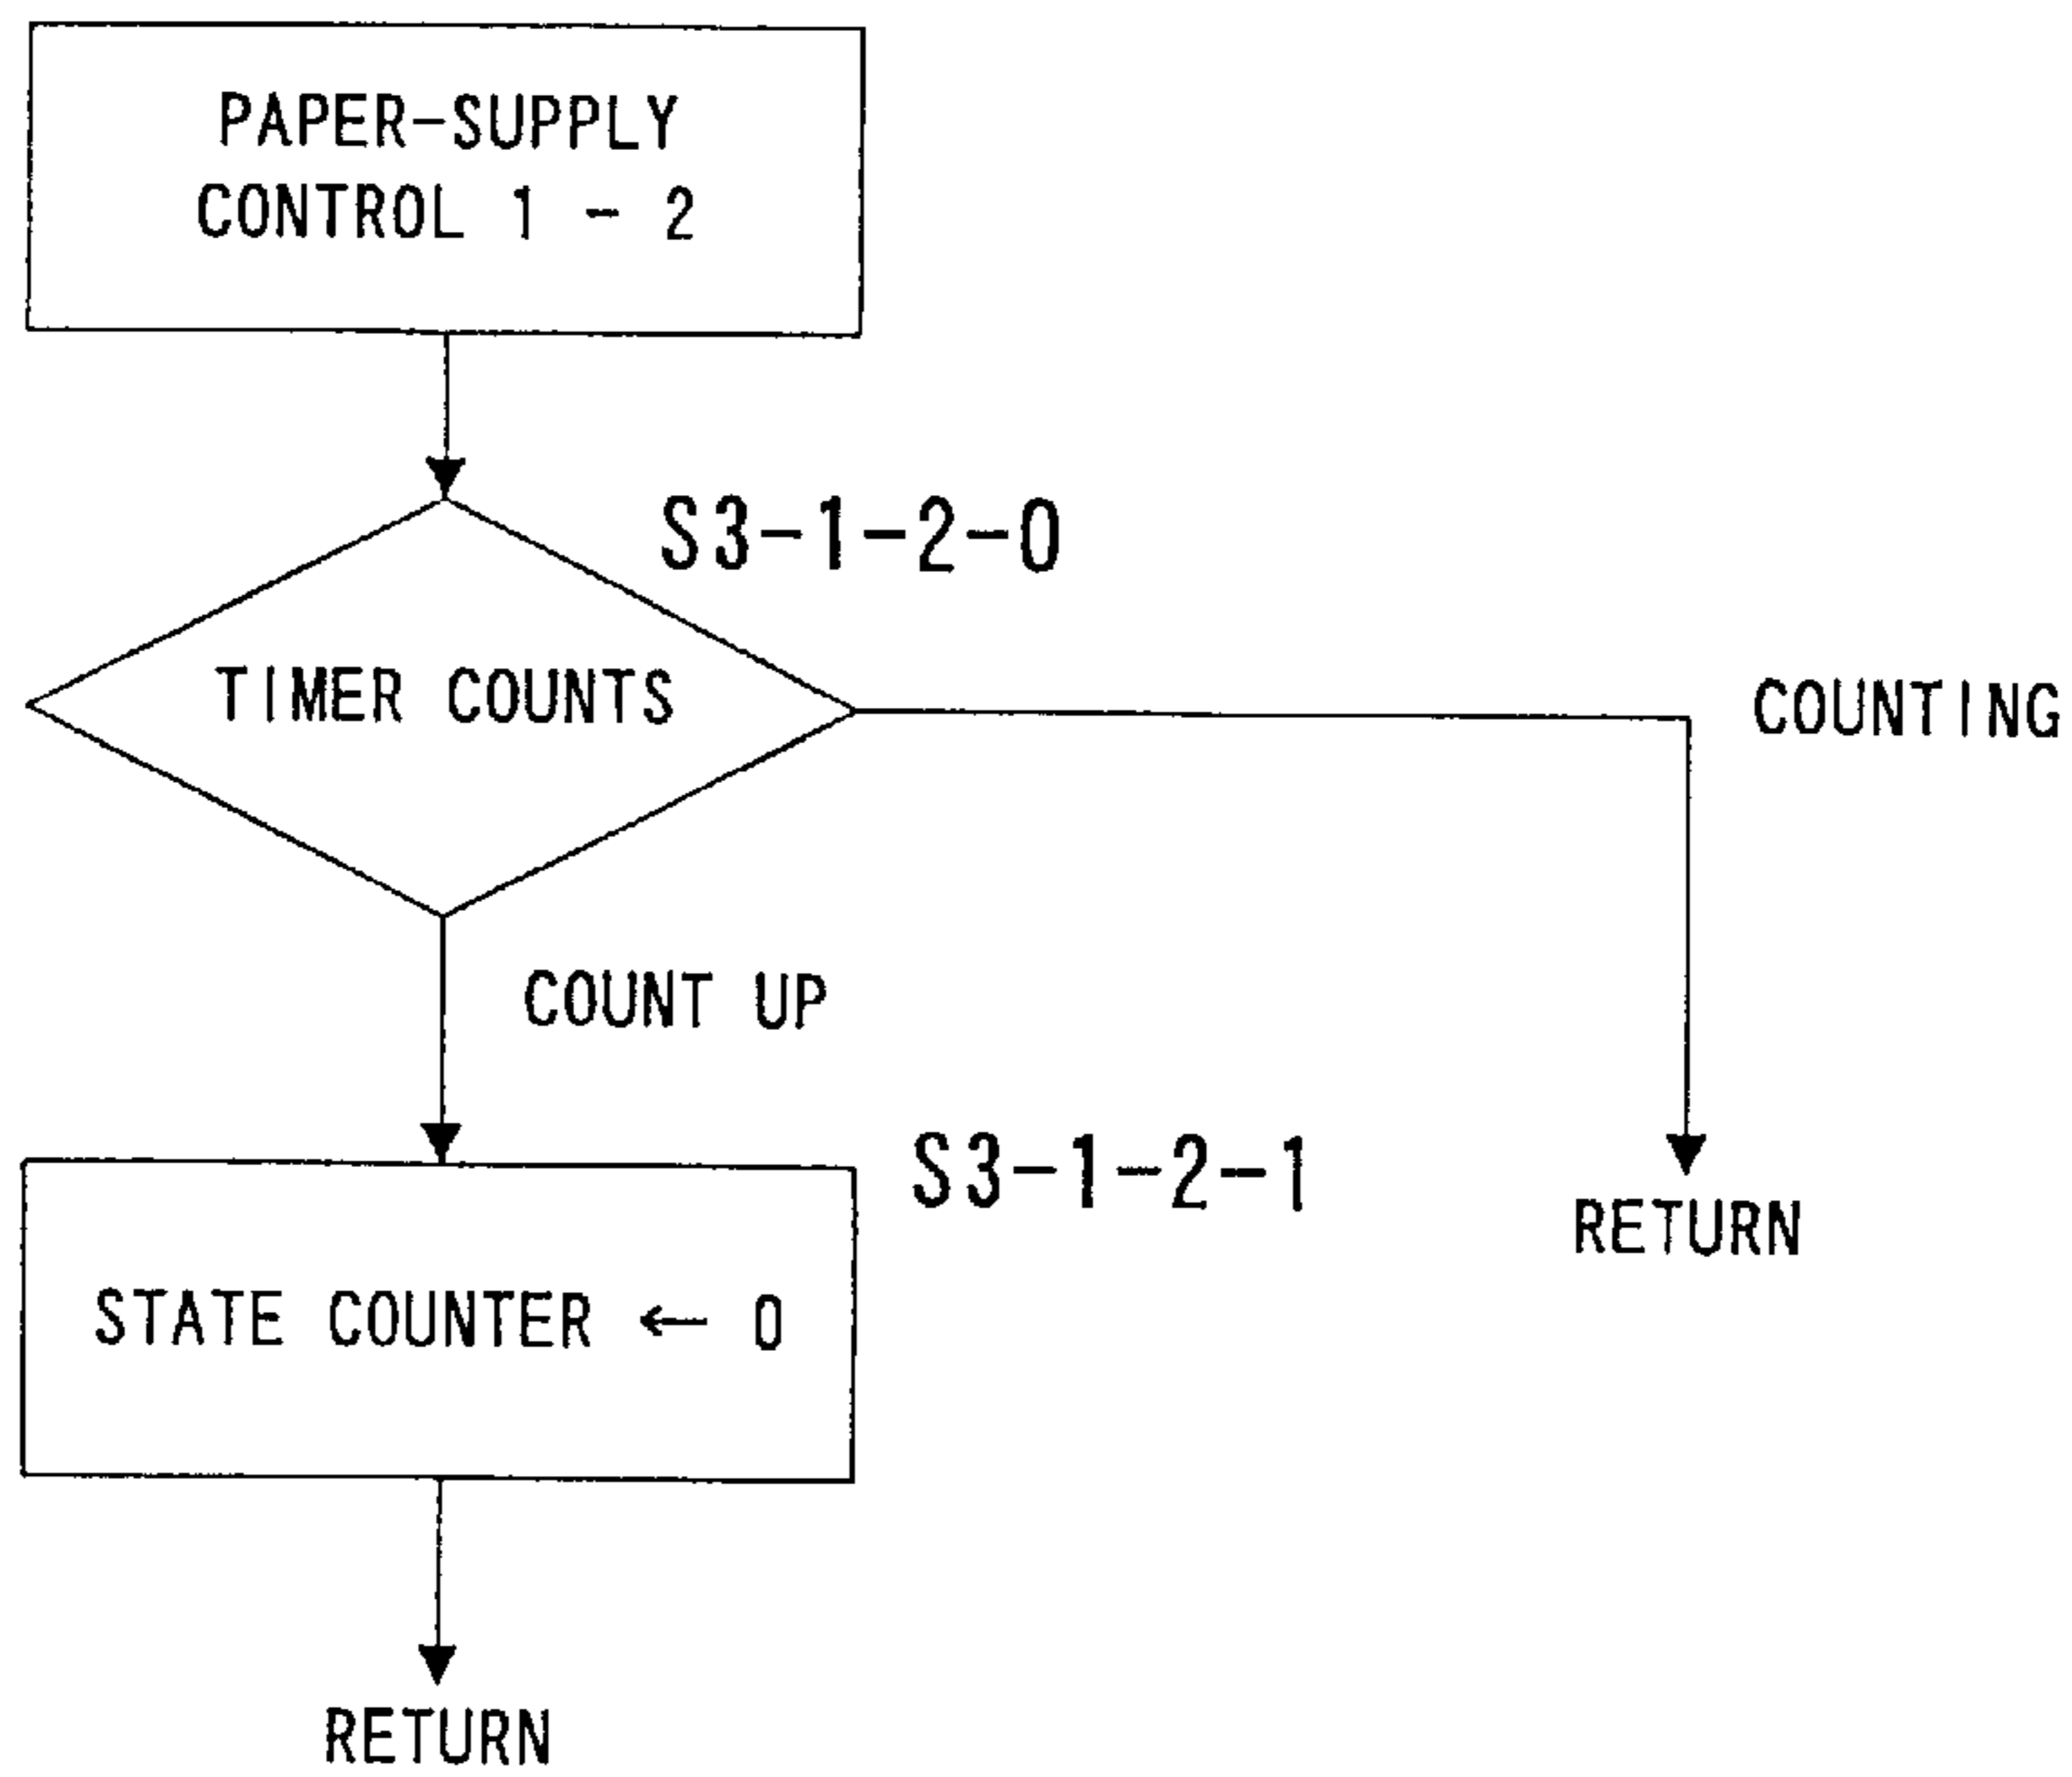 PAPER-SUPPLY
CONTROL 1 - 2
S3-1-2-0
TIMER COUNTS
COUNTING
COUNT UP
S3-1-2-1
RETURN
STATE COUNTER ← 0
RETURN